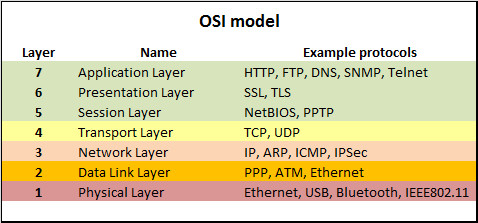 OSI model
Layer Name Example protocols
7 Application Layer HTTP, FTP, DNS, SNMP, Telnet
6 Presentation Layer SSL, TLS
5 Session Layer NetBIOS, PPTP
4 Transport Layer TCP, UDP
3 Network Layer IP, ARP, ICMP, IPSec
2 Data Link Layer PPP, ATM, Ethernet
1 Physical Layer Ethernet, USB, Bluetooth, IEEE802.11